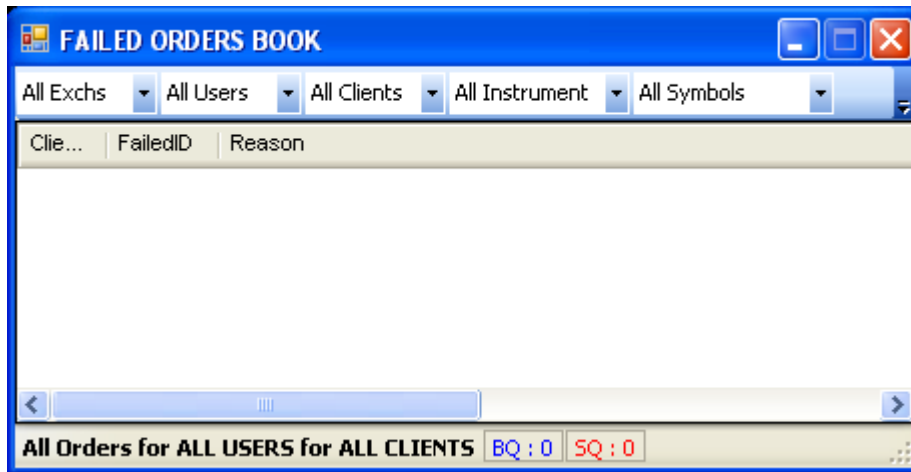 FAILED ORDERS BOOK
All Exchs All Users All Clients All Instrument All Symbols
Clie... FailedID Reason
All Orders for ALL USERS for ALL CLIENTS BQ : 0 SQ : 0